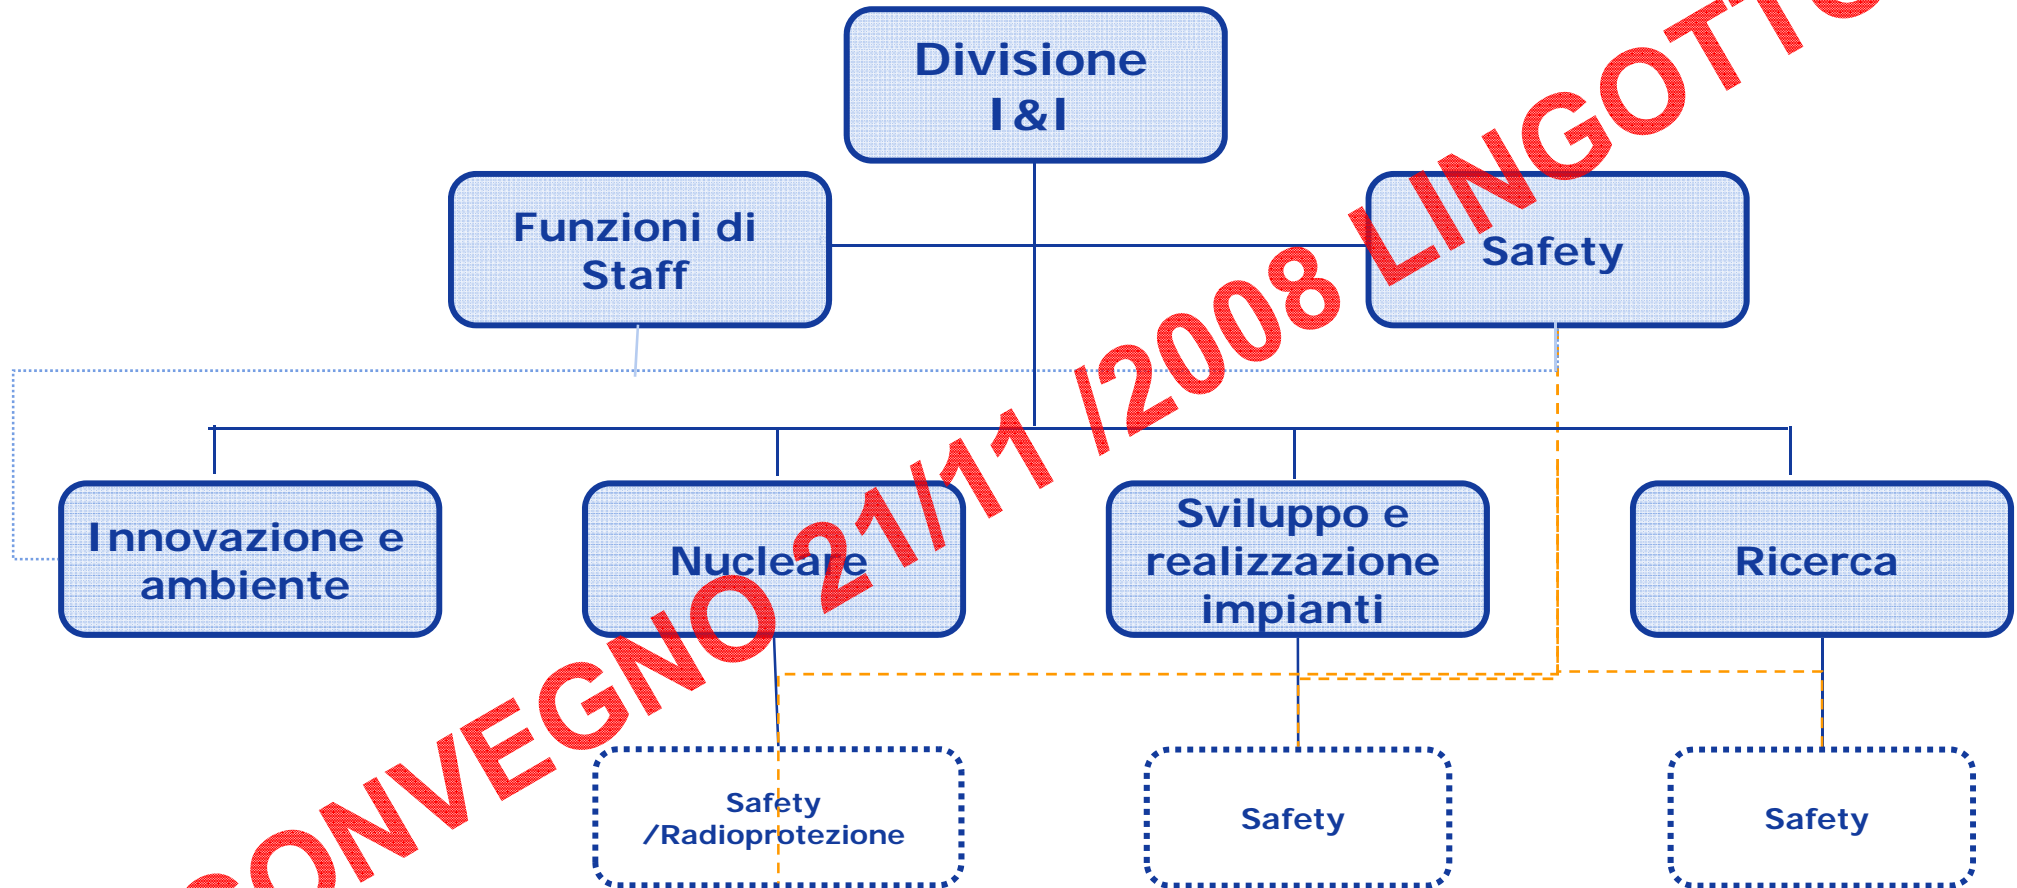 Divisione
I&I
Funzioni di
Staff
Safety
Innovazione e
ambiente
Nucleare
Sviluppo e
realizzazione
impianti
Ricerca
Safety
/Radioprotezione
Safety
Safety
CONVEGNO 21/11 /2008 LINGOTTO